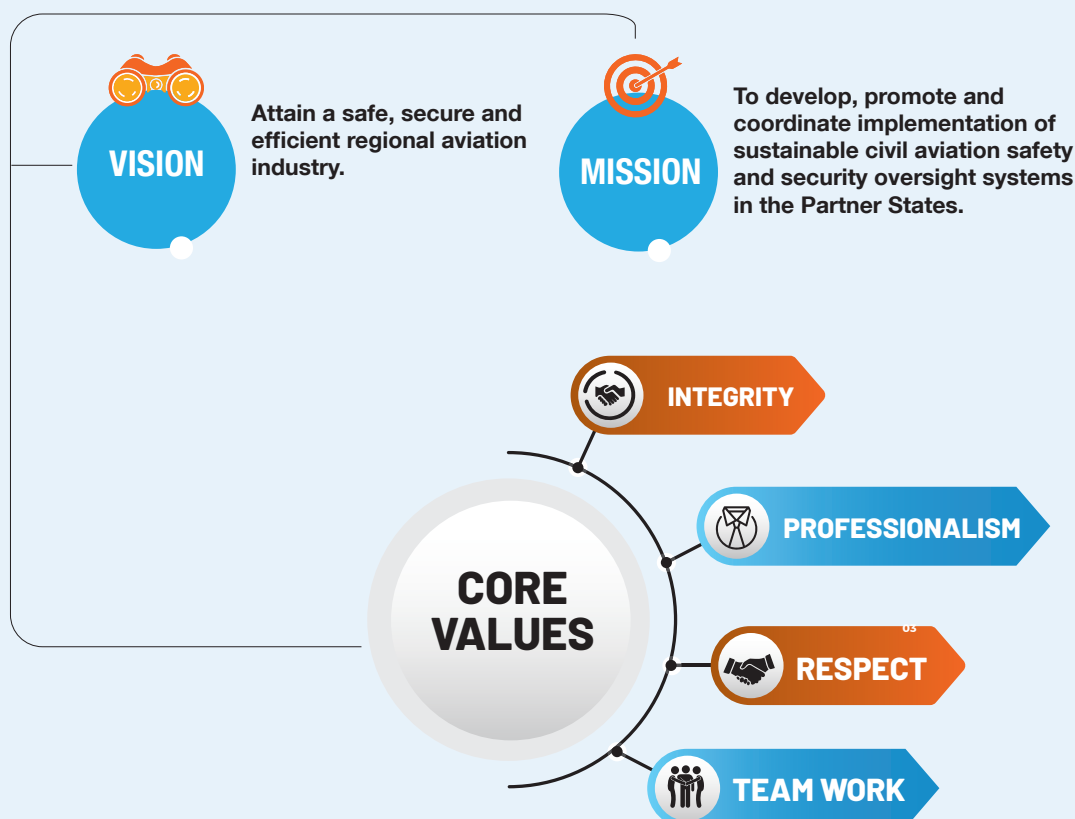 VISION
Attain a safe, secure and
efficient regional aviation
industry.
MISSION
To develop, promote and
coordinate implementation of
sustainable civil aviation safety
and security oversight systems
in the Partner States.
CORE
VALUES
INTEGRITY
PROFESSIONALISM
03
RESPECT
TEAM WORK